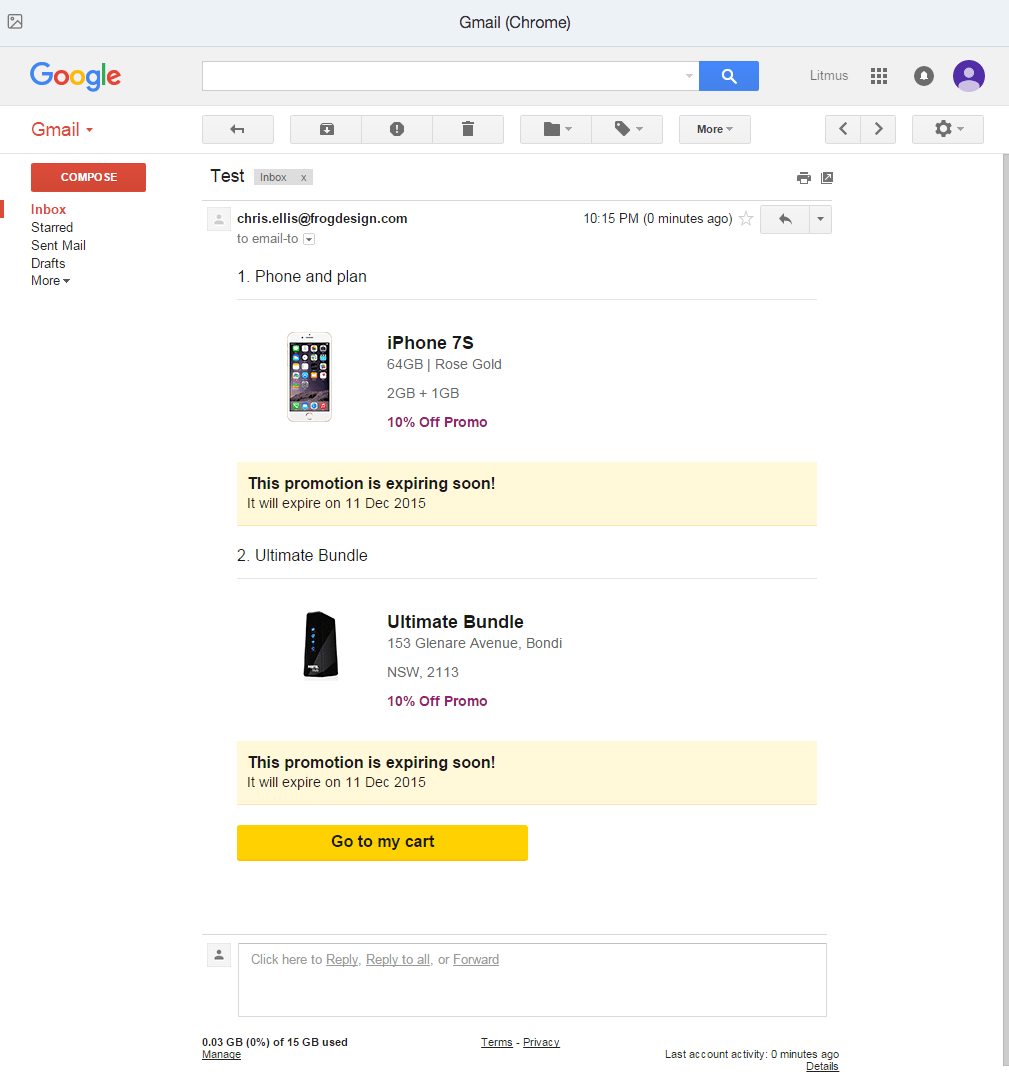 Gmail (Chrome)
Google
Litmus
Gmail
More
COMPOSE
Inbox
Starred
Sent Mail
Drafts
More
Test
Inbox x
chris.ellis@frogdesign.com
10:15 PM (0 minutes ago)
to email-to
1. Phone and plan
iPhone 7S
64GB | Rose Gold
2GB + 1GB
10% Off Promo
This promotion is expiring soon!
It will expire on 11 Dec 2015
2. Ultimate Bundle
Ultimate Bundle
153 Glenare Avenue, Bondi
NSW, 2113
10% Off Promo
This promotion is expiring soon!
It will expire on 11 Dec 2015
Go to my cart
Click here to Reply, Reply to all, or Forward
0.03 GB (0%) of 15 GB used
Manage
Terms - Privacy
Last account activity: 0 minutes ago
Details